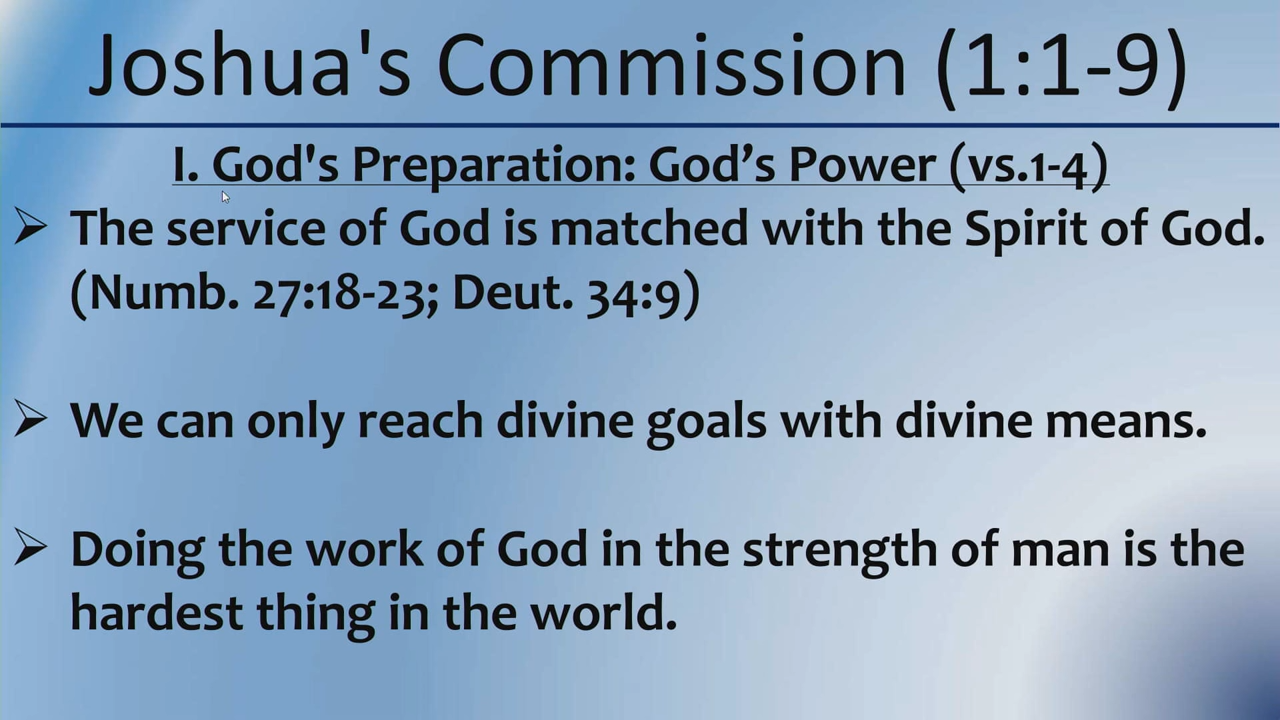 Joshua's Commission (1:1-9)
I. God's Preparation: God’s Power (vs.1-4)
➢ The service of God is matched with the Spirit of God.
(Numb. 27:18-23; Deut. 34:9)
➢ We can only reach divine goals with divine means.
➢ Doing the work of God in the strength of man is the
hardest thing in the world.